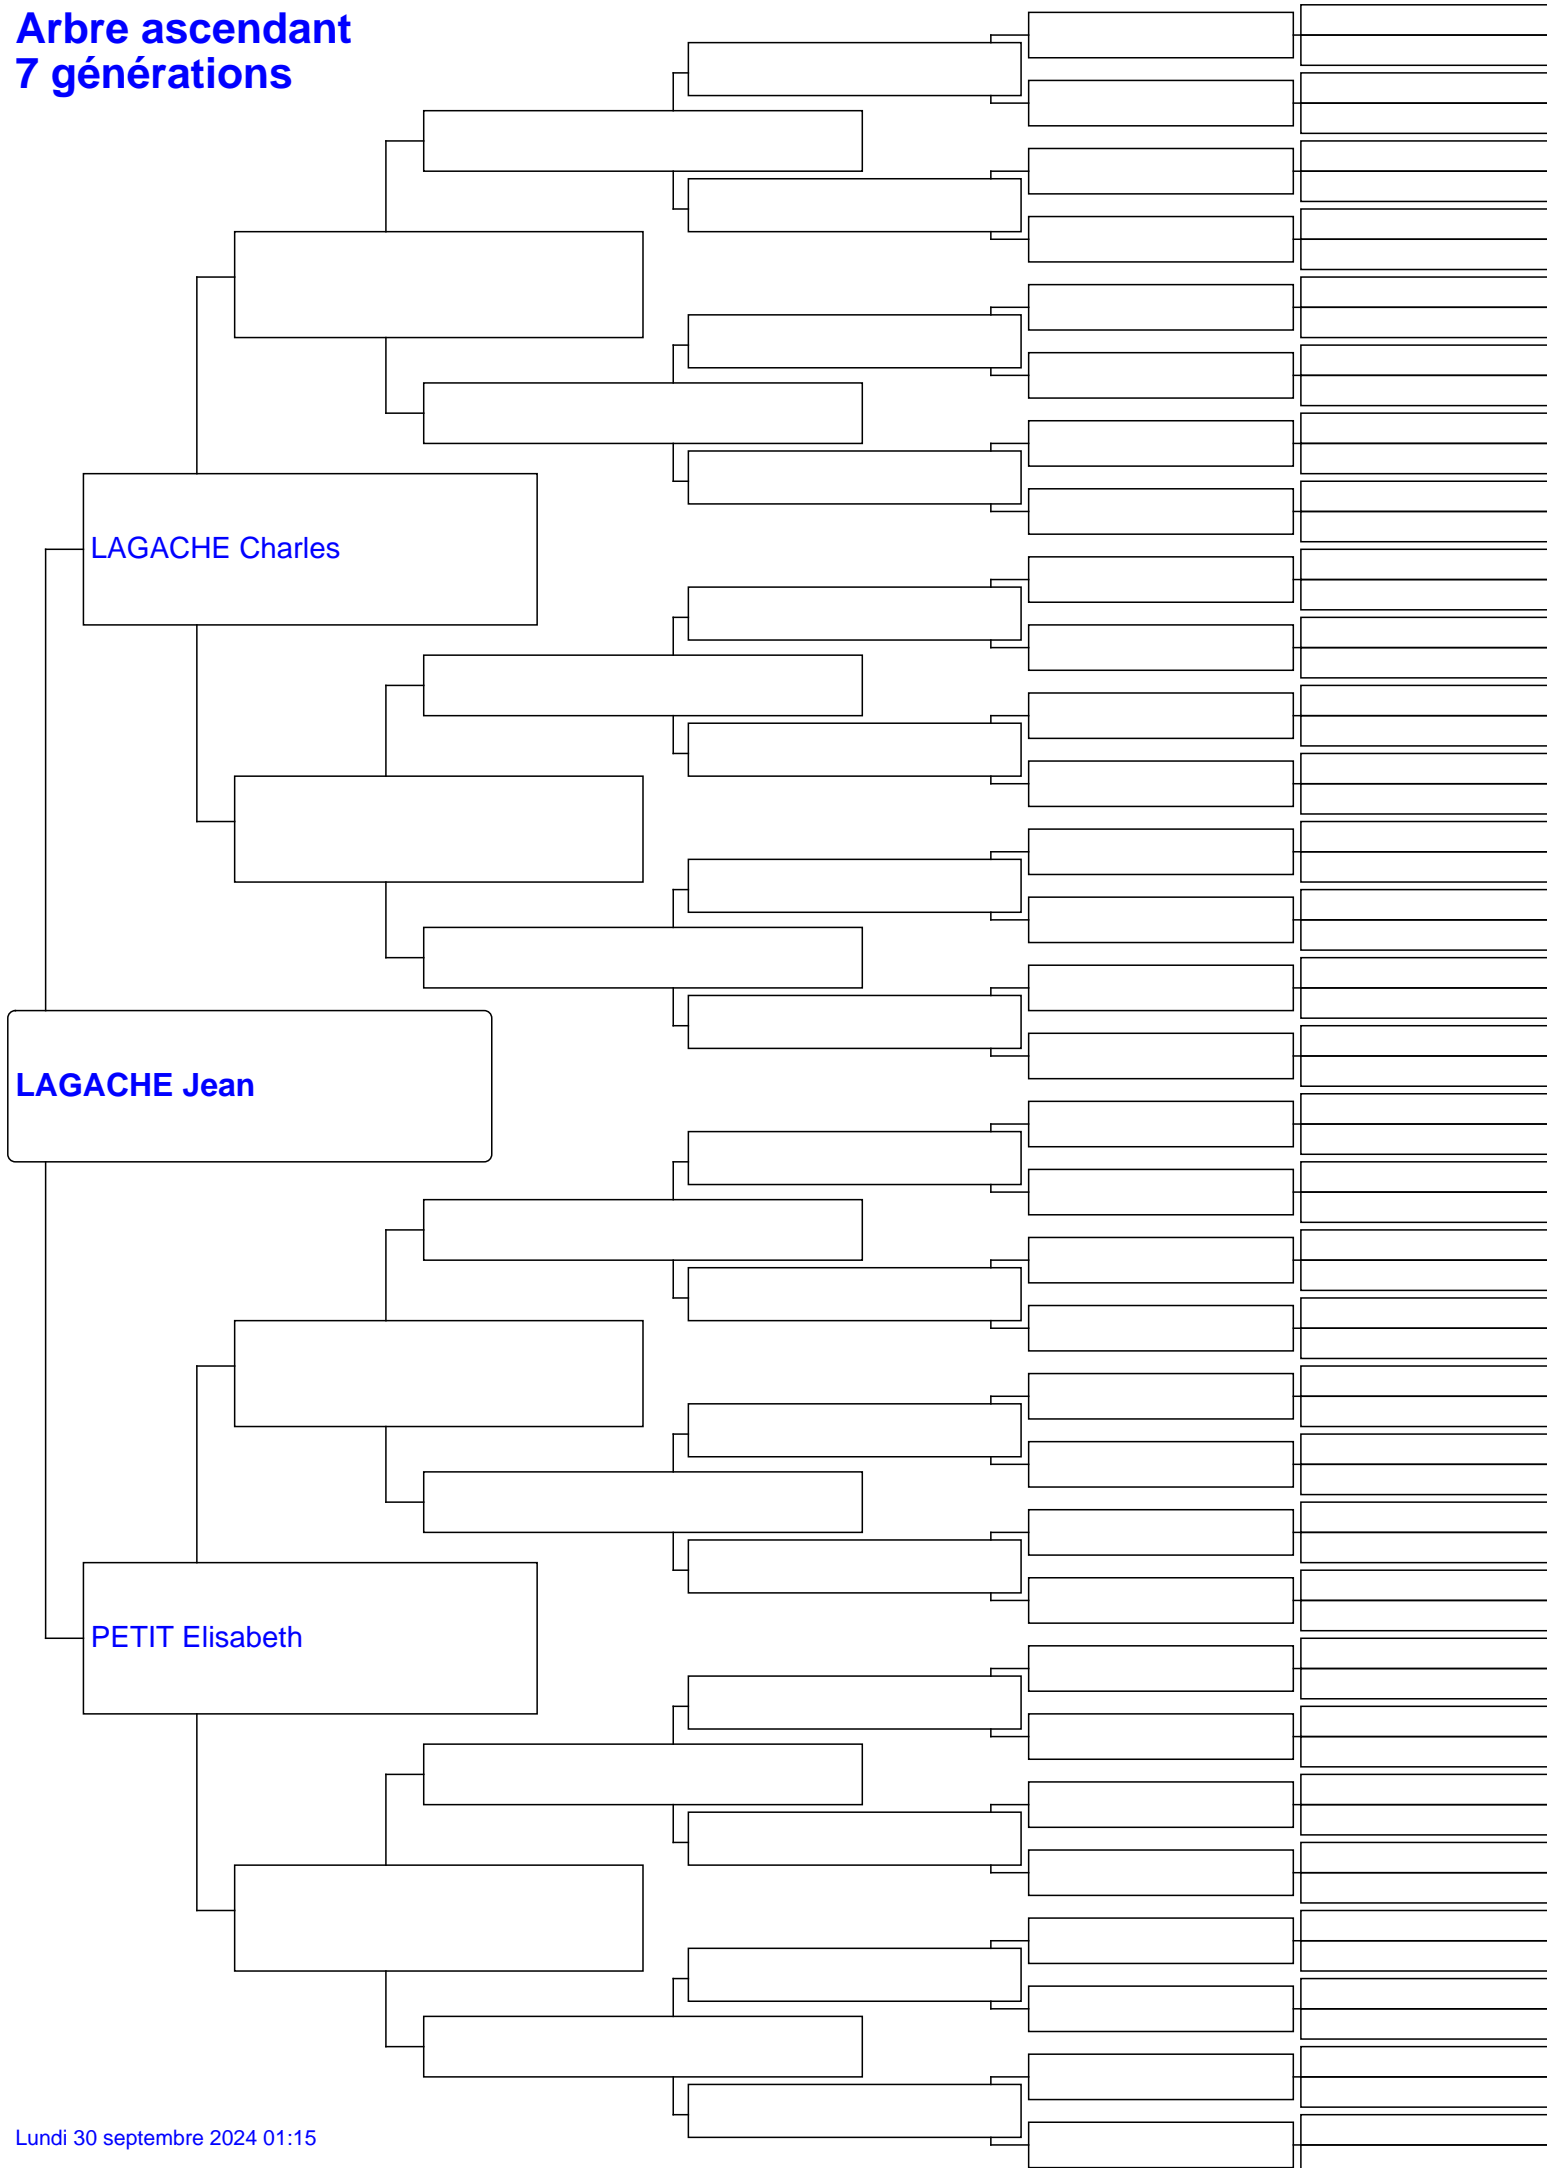 Arbre ascendant
7 générations
LAGACHE Charles
LAGACHE Jean
PETIT Elisabeth
Lundi 30 septembre 2024 01:15